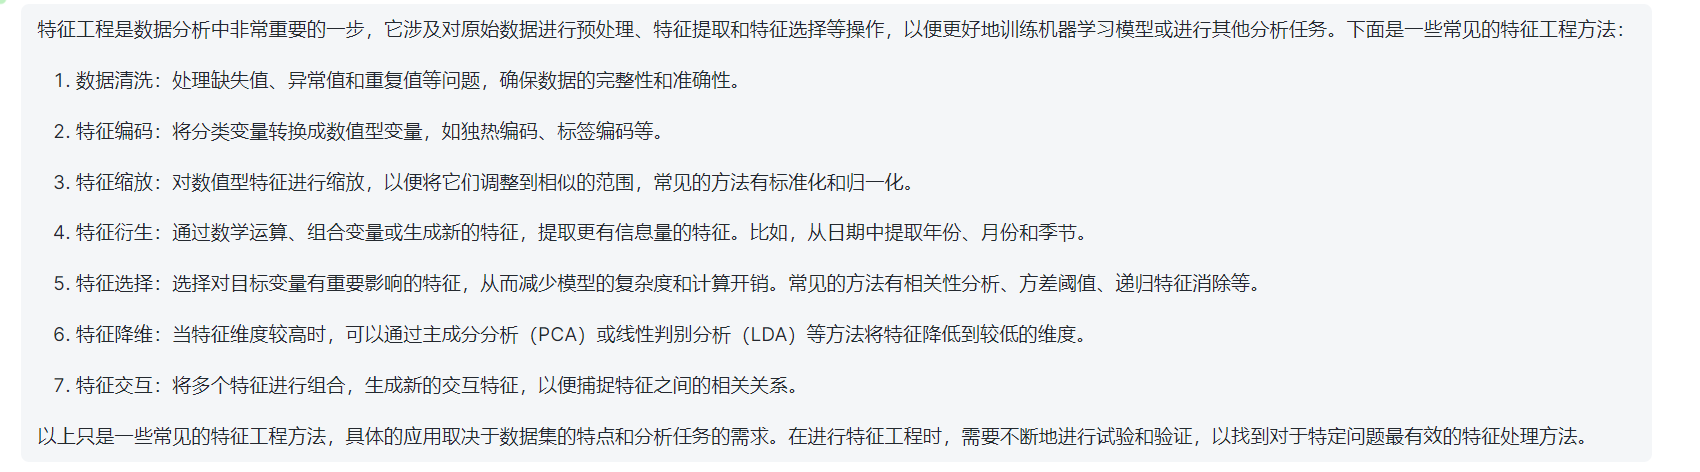 特征工程是数据分析中非常重要的一步，它涉及对原始数据进行预处理、特征提取和特征选择等操作，以便更好地训练机器学习模型或进行其他分析任务。下面是一些常见的特征工程方法：
1. 数据清洗：处理缺失值、异常值和重复值等问题，确保数据的完整性和准确性。
2. 特征编码：将分类变量转换成数值型变量，如独热编码、标签编码等。
3. 特征缩放：对数值型特征进行缩放，以便将它们调整到相似的范围，常见的方法有标准化和归一化。
4. 特征衍生：通过数学运算、组合变量或生成新的特征，提取更有信息量的特征。比如，从日期中提取年份、月份和季节。
5. 特征选择：选择对目标变量有重要影响的特征，从而减少模型的复杂度和计算开销。常见的方法有相关性分析、方差阈值、递归特征消除等。
6. 特征降维：当特征维度较高时，可以通过主成分分析（PCA）或线性判别分析（LDA）等方法将特征降低到较低的维度。
7. 特征交互：将多个特征进行组合，生成新的交互特征，以便捕捉特征之间的相关关系。
以上只是一些常见的特征工程方法，具体的应用取决于数据集的特点和分析任务的需求。在进行特征工程时，需要不断地进行试验和验证，以找到对于特定问题最有效的特征处理方法。